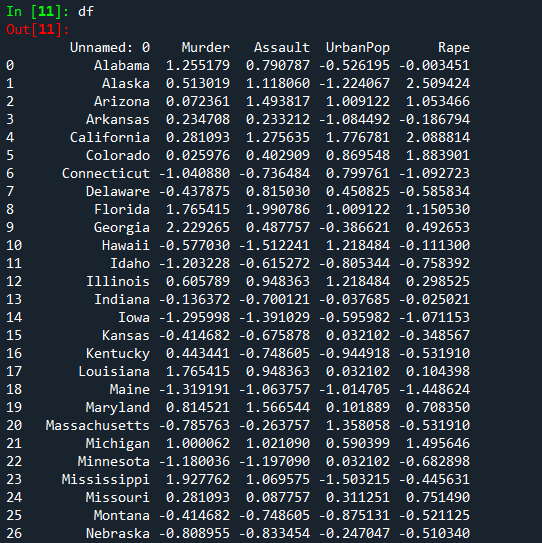 In [11]: df
Out[11]:
Unnamed: 0 Murder Assault UrbanPop Rape
0 Alabama 1.255179 0.790787 -0.526195 -0.003451
1 Alaska 0.513019 1.118060 -1.224067 2.509424
2 Arizona 0.072361 1.493817 1.009122 1.053466
3 Arkansas 0.234708 0.233212 -1.084492 -0.186794
4 California 0.281093 1.275635 1.776781 2.088814
5 Colorado 0.025976 0.402909 0.869548 1.883901
6 Connecticut -1.040880 -0.736484 0.799761 -1.092723
7 Delaware -0.437875 0.815030 0.450825 -0.585834
8 Florida 1.765415 1.990786 1.009122 1.150530
9 Georgia 2.229265 0.487757 -0.386621 0.492653
10 Hawaii -0.577030 -1.512241 1.218484 -0.111300
11 Idaho -1.203228 -0.615272 -0.805344 -0.758392
12 Illinois 0.605789 0.948363 1.218484 0.298525
13 Indiana -0.136372 -0.700121 -0.037685 -0.025021
14 Iowa -1.295998 -1.391029 -0.595982 -1.071153
15 Kansas -0.414682 -0.675878 0.032102 -0.348567
16 Kentucky 0.443441 -0.748605 -0.944918 -0.531910
17 Louisiana 1.765415 0.948363 0.032102 0.104398
18 Maine -1.319191 -1.063757 -1.014705 -1.448624
19 Maryland 0.814521 1.566544 0.101889 0.708350
20 Massachusetts -0.785763 -0.263757 1.358058 -0.531910
21 Michigan 1.000062 1.021090 0.590399 1.495646
22 Minnesota -1.180036 -1.197090 0.032102 -0.682898
23 Mississippi 1.927762 1.069575 -1.503215 -0.445631
24 Missouri 0.281093 0.087757 0.311251 0.751490
25 Montana -0.414682 -0.748605 -0.875131 -0.521125
26 Nebraska -0.808955 -0.833454 -0.247047 -0.510340